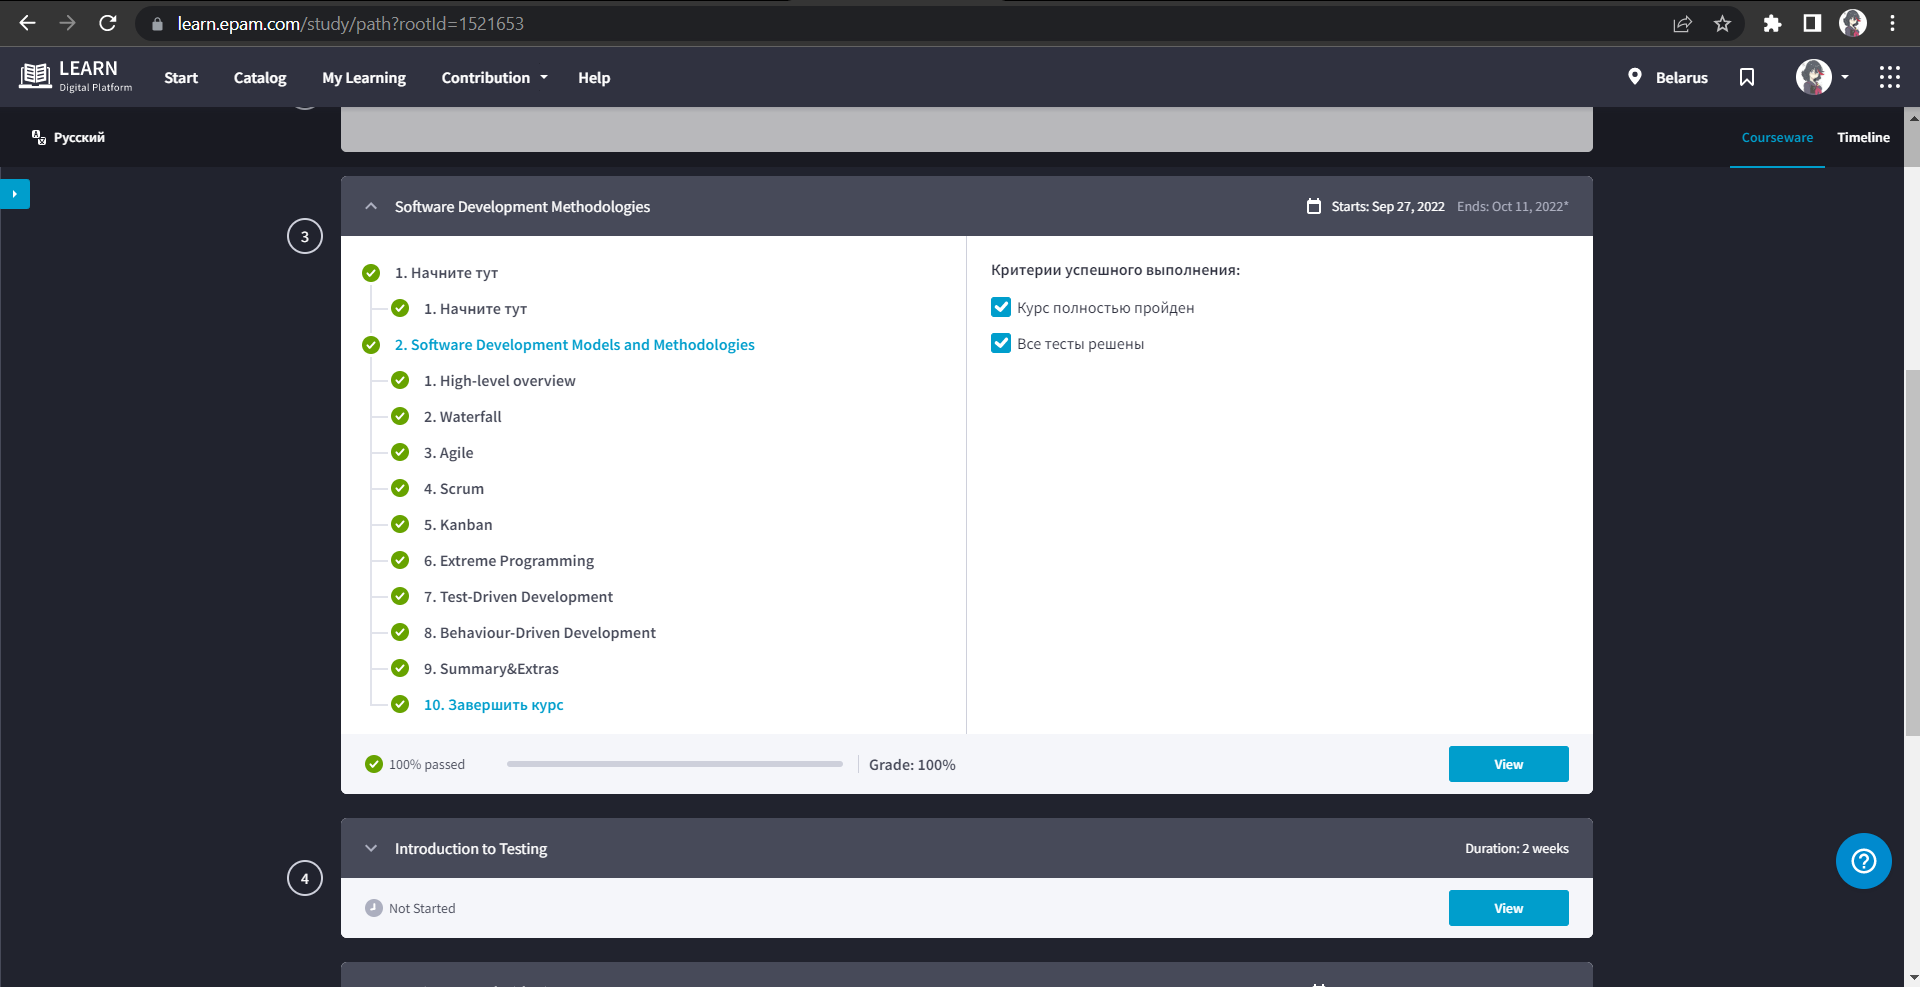 learn.epam.com/study/path?rootId=1521653
LEARN
Digital Platform
Start
Catalog
My Learning
Contribution
Help
Belarus
Русский
Courseware
Timeline
3
Software Development Methodologies
Starts: Sep 27, 2022
Ends: Oct 11, 2022*
1. Начните тут
1. Начните тут
2. Software Development Models and Methodologies
1. High-level overview
2. Waterfall
3. Agile
4. Scrum
5. Kanban
6. Extreme Programming
7. Test-Driven Development
8. Behaviour-Driven Development
9. Summary&Extras
10. Завершить курс
Критерии успешного выполнения:
Курс полностью пройден
Все тесты решены
100% passed
Grade: 100%
View
4
Introduction to Testing
Duration: 2 weeks
Not Started
View